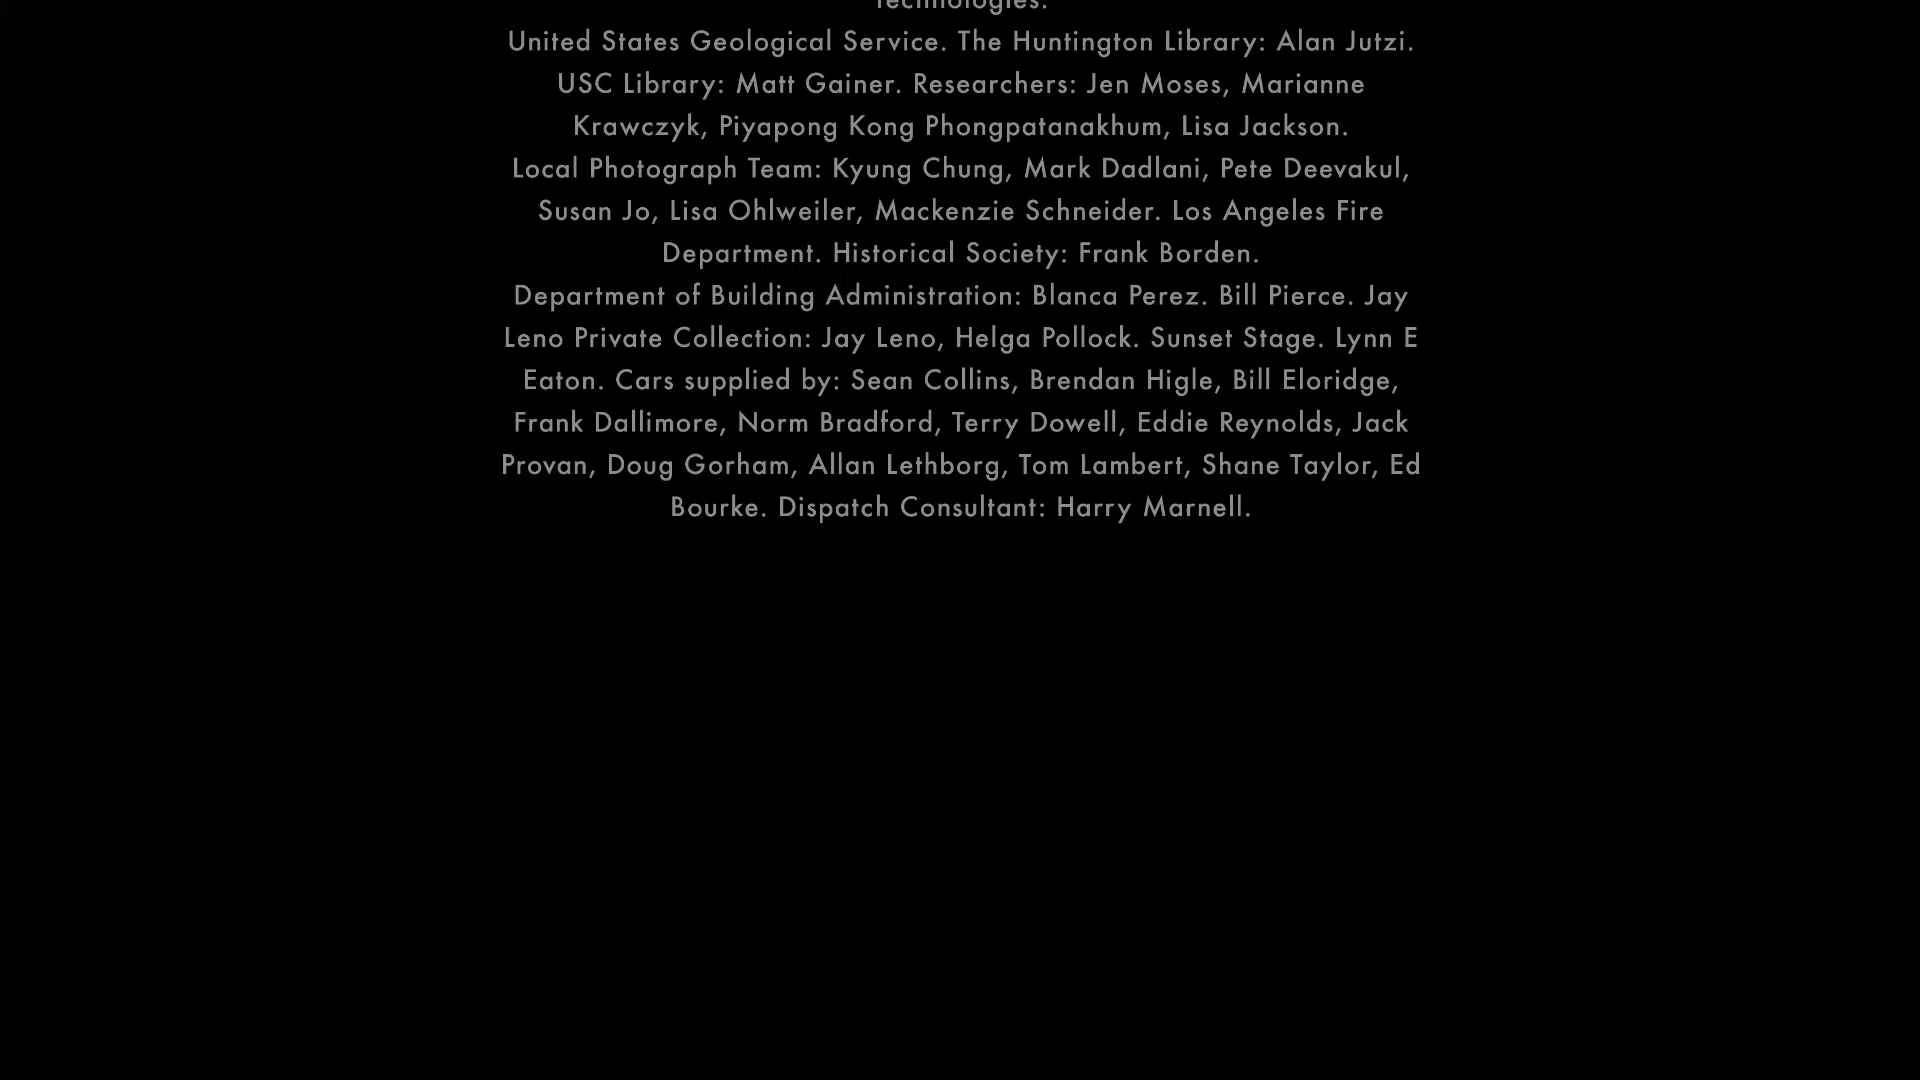 Technologies.
United States Geological Service. The Huntington Library: Alan Jutzi.
USC Library: Matt Gainer. Researchers: Jen Moses, Marianne
Krawczyk, Piyapong Kong Phongpatanakhum, Lisa Jackson.
Local Photograph Team: Kyung Chung, Mark Dadlani, Pete Deevakul,
Susan Jo, Lisa Ohlweiler, Mackenzie Schneider. Los Angeles Fire
Department. Historical Society: Frank Borden.
Department of Building Administration: Blanca Perez. Bill Pierce. Jay
Leno Private Collection: Jay Leno, Helga Pollock. Sunset Stage. Lynn E
Eaton. Cars supplied by: Sean Collins, Brendan Higle, Bill Eloridge,
Frank Dallimore, Norm Bradford, Terry Dowell, Eddie Reynolds, Jack
Provan, Doug Gorham, Allan Lethborg, Tom Lambert, Shane Taylor, Ed
Bourke. Dispatch Consultant: Harry Marnell.